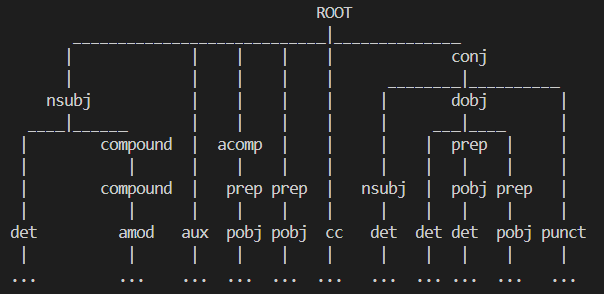 ROOT
conj
nsubj dobj
compound acomp prep
compound prep prep nsubj pobj prep
det amod aux pobj pobj cc det det det pobj punct
... ... ... ... ... ... ... ... ... ... ...